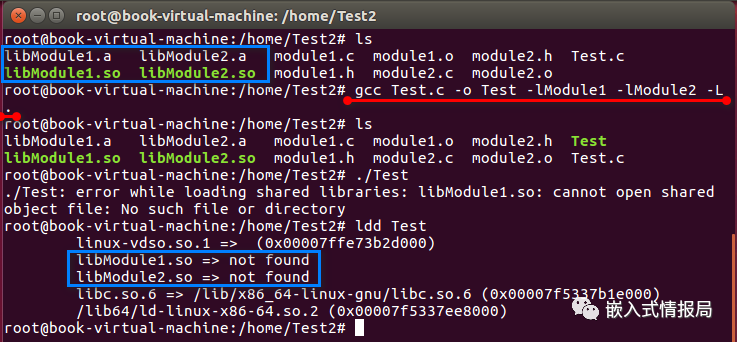 root@book-virtual-machine: /home/Test2
root@book-virtual-machine:/home/Test2# ls
libModule1.a   libModule2.a   module1.c  module1.o  module2.h  Test.c
libModule1.so  libModule2.so  module1.h  module2.c  module2.o
root@book-virtual-machine:/home/Test2# gcc Test.c -o Test -lModule1 -lModule2 -L
.
root@book-virtual-machine:/home/Test2# ls
libModule1.a   libModule2.a   module1.c  module1.o  module2.h  Test
libModule1.so  libModule2.so  module1.h  module2.c  module2.o  Test.c
root@book-virtual-machine:/home/Test2# ./Test
./Test: error while loading shared libraries: libModule1.so: cannot open shared
object file: No such file or directory
root@book-virtual-machine:/home/Test2# ldd Test
linux-vdso.so.1 =>  (0x00007ffe73b2d000)
libModule1.so => not found
libModule2.so => not found
libc.so.6 => /lib/x86_64-linux-gnu/libc.so.6 (0x00007f5337b1e000)
/lib64/ld-linux-x86-64.so.2 (0x00007f5337ee8000)
root@book-virtual-machine:/home/Test2#
嵌入式情报局